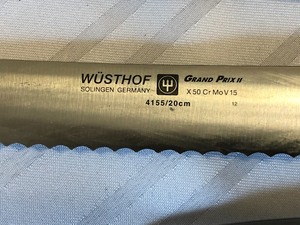 WÜSTHOF GRAND PRIX II
SOLINGEN GERMANY X 50 Cr Mo V 15
4155/20cm 12